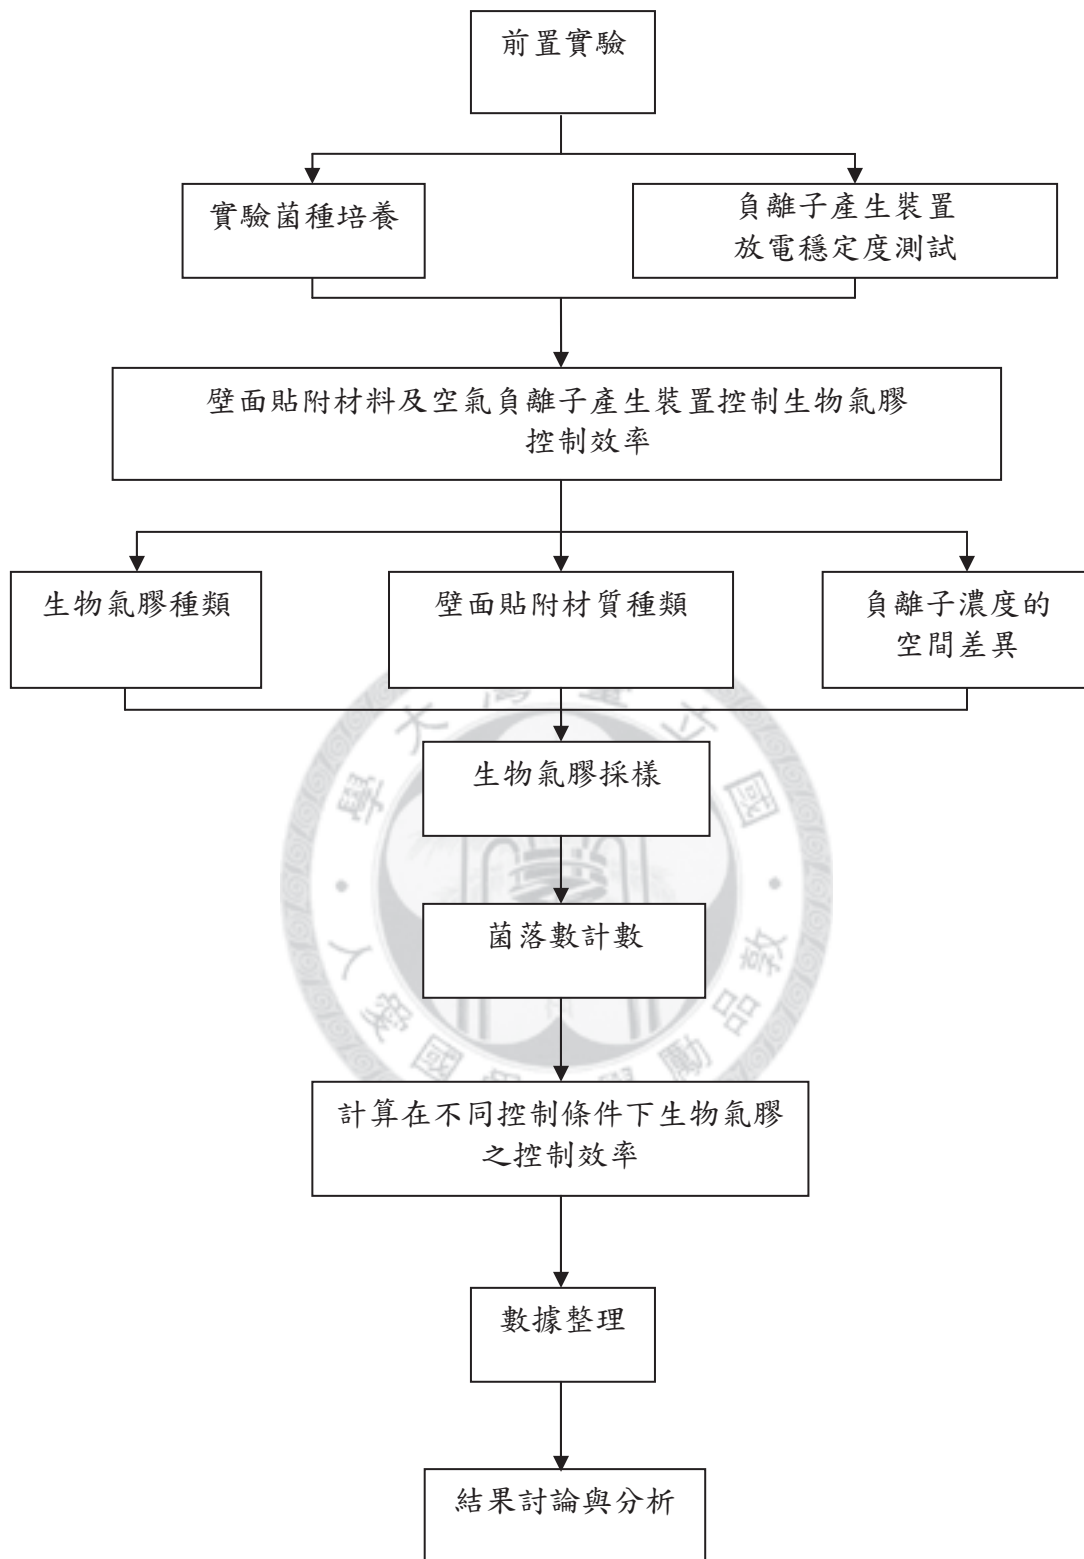 前置實驗
實驗菌種培養
負離子產生裝置
放電穩定度測試
壁面貼附材料及空氣負離子產生裝置控制生物氣膠
控制效率
生物氣膠種類
壁面貼附材質種類
負離子濃度的
空間差異
生物氣膠採樣
菌落數計數
計算在不同控制條件下生物氣膠
之控制效率
數據整理
結果討論與分析